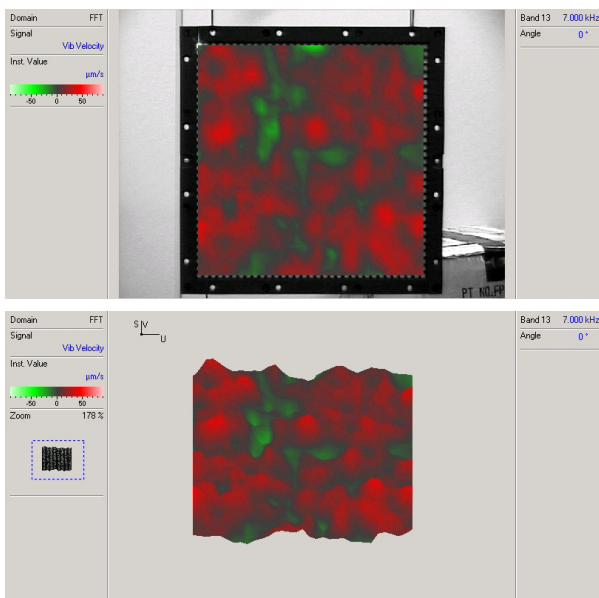 Domain FFT
Signal
Vib Velocity
Inst. Value
µm/s
-50 0 50
Band 13 7.000 kHz
Angle 0 °
PT NO.FP
Domain FFT
Signal
Vib Velocity
Inst. Value
µm/s
-50 0 50
Zoom 178 %
S V
U
Band 13 7.000 kHz
Angle 0 °